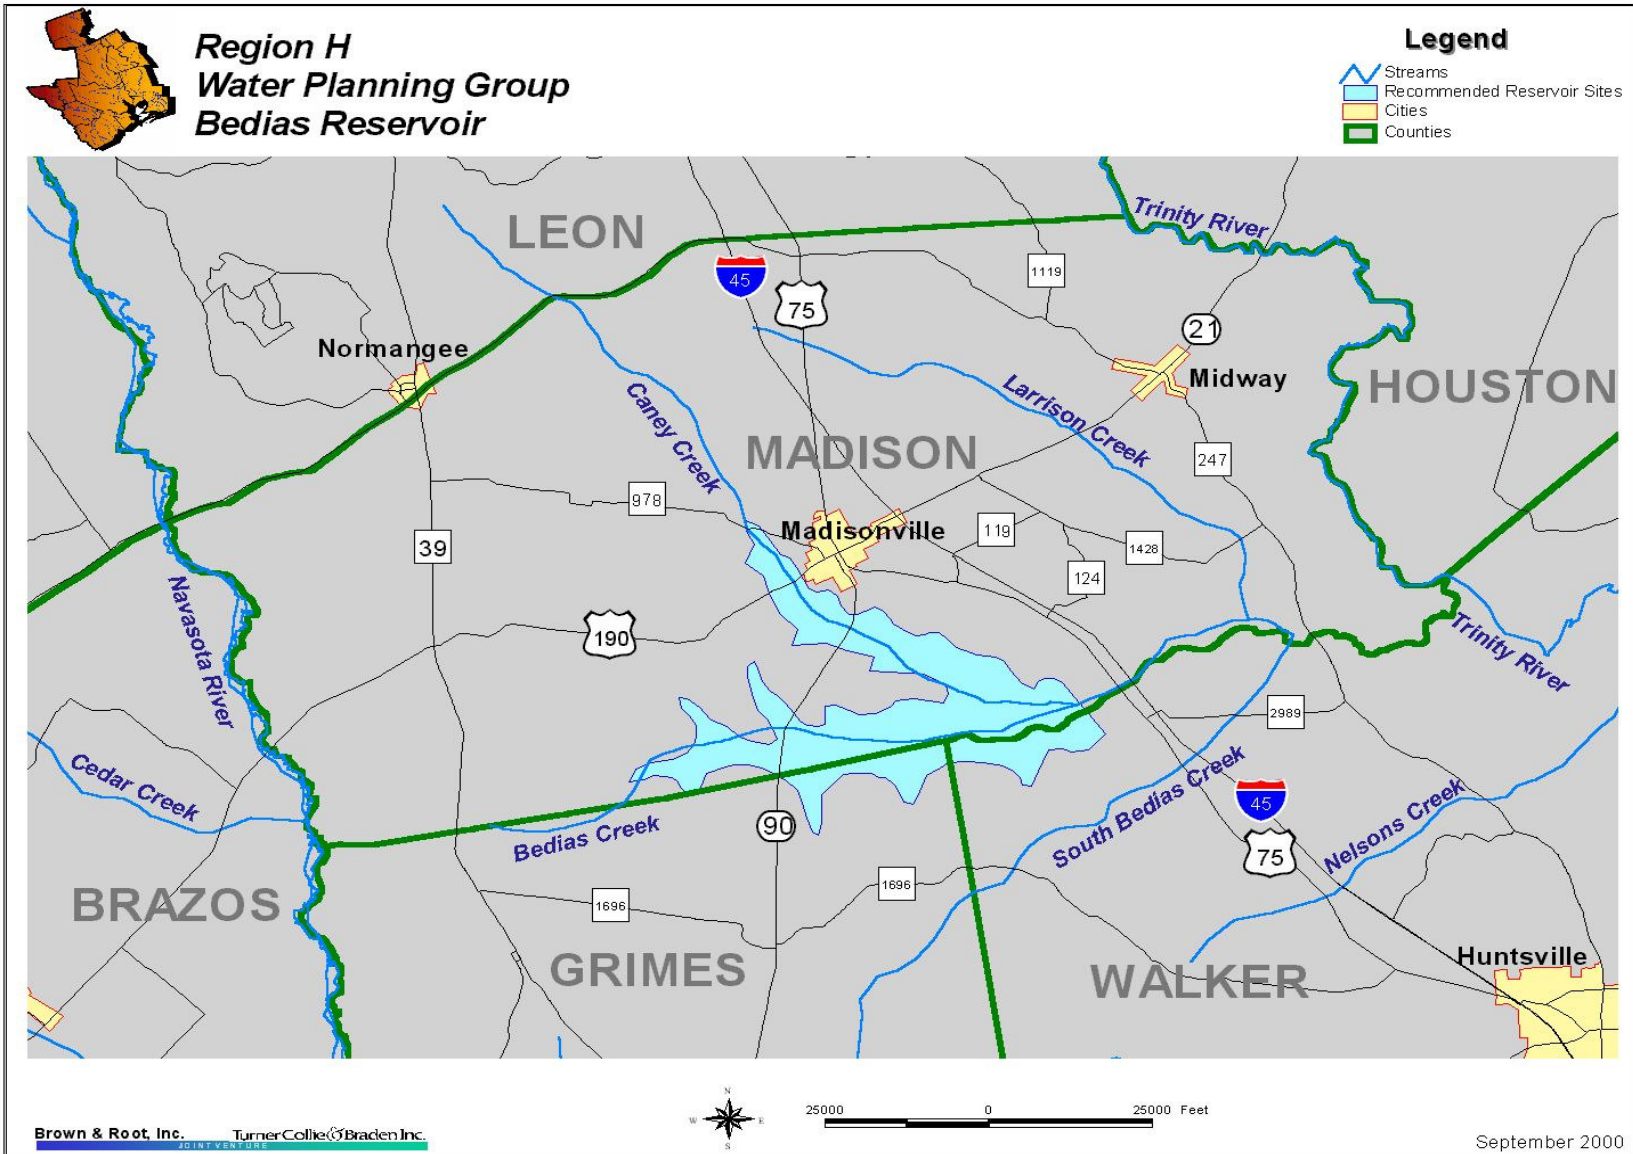 Region H
Water Planning Group
Bedias Reservoir
Legend
Streams
Recommended Reservoir Sites
Cities
Counties
LEON
Trinity River
1119
45
75
21
Normangee
Midway
HOUSTON
Caney Creek
Larrison Creek
MADISON
247
978
Madisonville
119
39
1428
124
Navasota River
190
Trinity River
2989
Cedar Creek
South Bedias Creek
45
Nelsons Creek
90
Bedias Creek
75
1696
1696
BRAZOS
GRIMES
WALKER
Huntsville
N
W E
S
25000 0 25000 Feet
Brown & Root, Inc. Turner Collie & Braden Inc.
JOINT VENTURE
September 2000